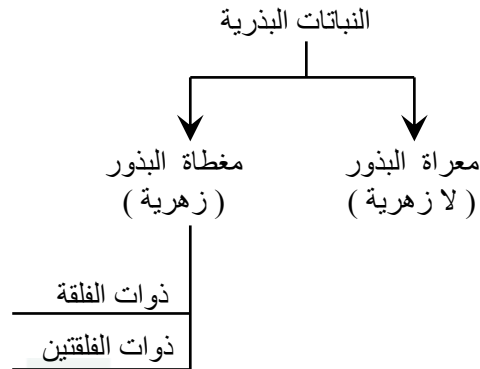 النباتات البذرية
معراة البذور
( لا زهرية )
مغطاة البذور
( زهرية )
ذوات الفلقة
ذوات الفلقتين